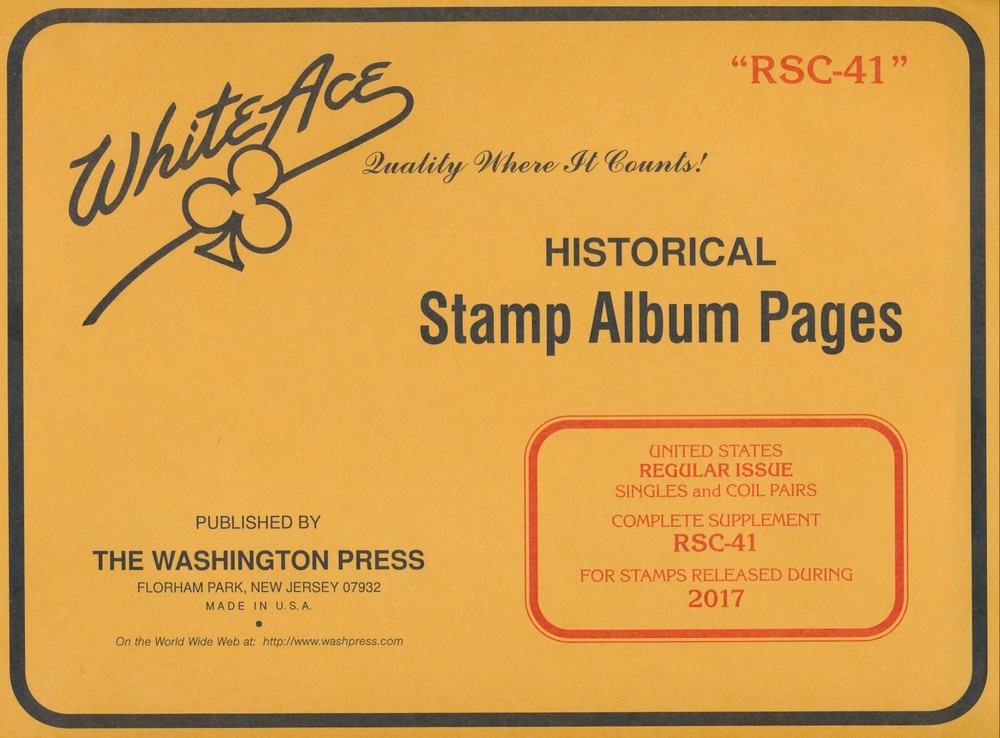 "RSC-41"
WhiteAce
Quality Where It Counts!
HISTORICAL
Stamp Album Pages
UNITED STATES
REGULAR ISSUE
SINGLES and COIL PAIRS
COMPLETE SUPPLEMENT
RSC-41
FOR STAMPS RELEASED DURING
2017
PUBLISHED BY
THE WASHINGTON PRESS
FLORHAM PARK, NEW JERSEY 07932
MADE IN U.S.A.
On the World Wide Web at: http://www.washpress.com